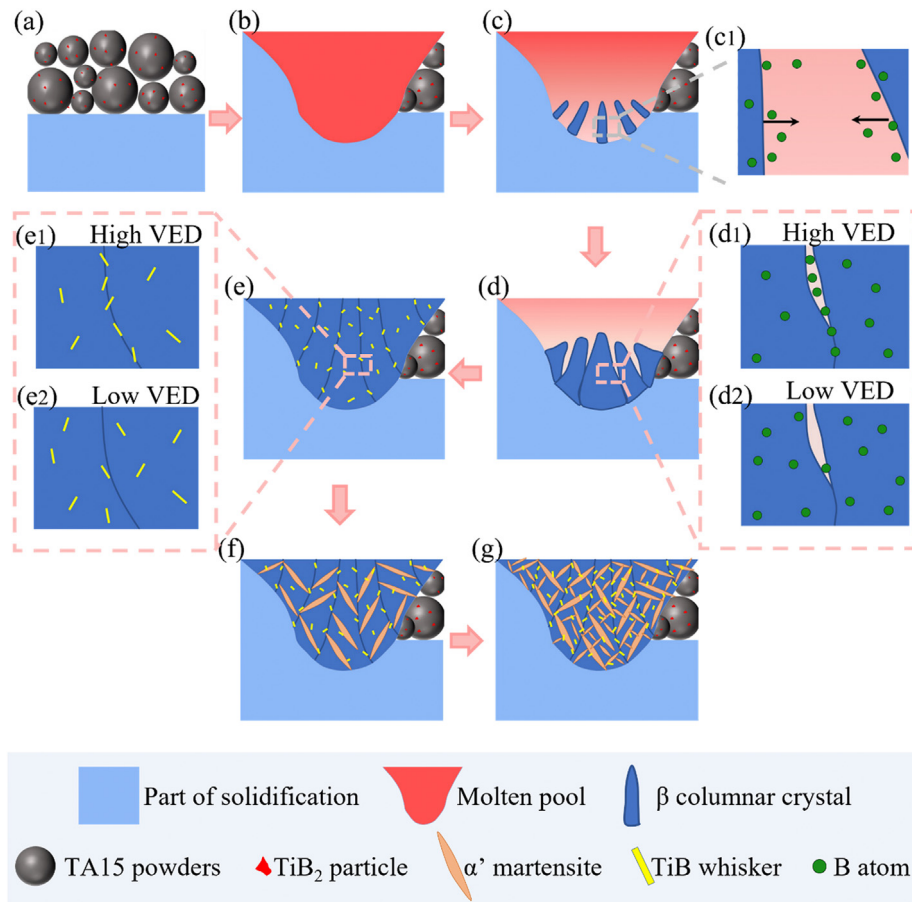 (a)
(b)
(c)
(c1)
(e1) High VED
(e2) Low VED
(e)
(d)
(d1)
High VED
(d2)
Low VED
(f)
(g)
Part of solidification
Molten pool
β columnar crystal
TA15 powders
TiB₂ particle
α’ martensite
TiB whisker
B atom